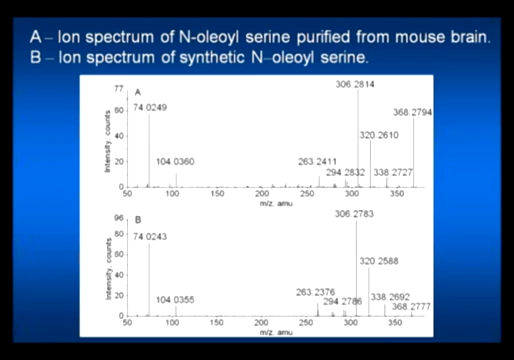 A – Ion spectrum of N-oleoyl serine purified from mouse brain.
B – Ion spectrum of synthetic N–oleoyl serine.
77
A
306.2814
74.0249
368.2794
60
320.2610
40
Intensity, counts
104.0360
263.2411
294.2832
338.2727
20
0
50 100 150 200 250 300 350
m/z, amu
96
B
306.2783
80
74.0243
60
320.2588
Intensity, counts
40
263.2376
104.0355
294.2786
338.2692
20
368.2777
0
50 100 150 200 250 300 350
m/z, amu